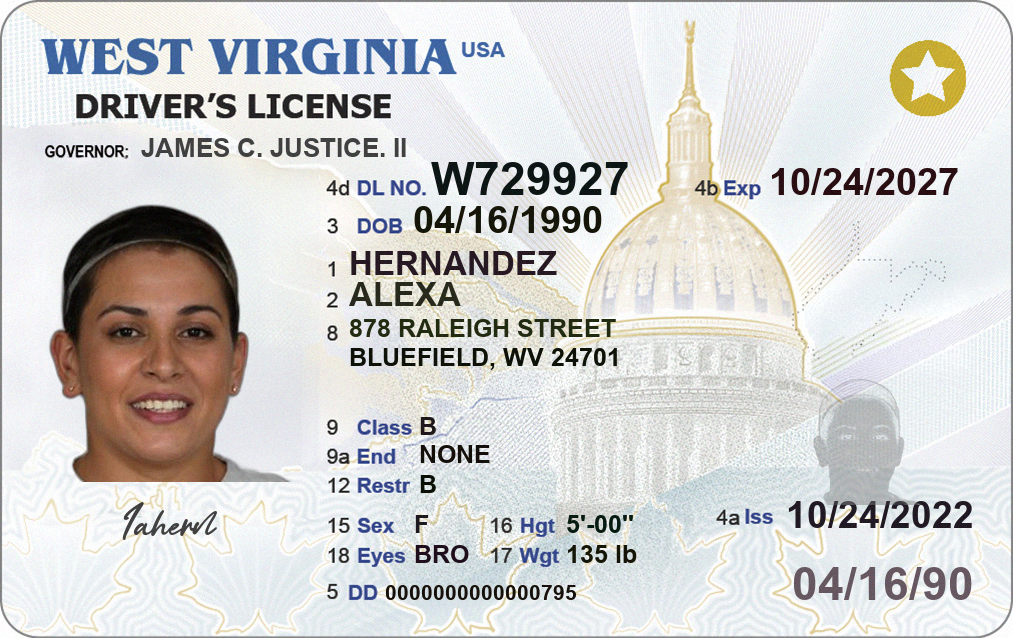 WEST VIRGINIA USA
DRIVER'S LICENSE
GOVERNOR: JAMES C. JUSTICE. II
4d DL NO. W729927 4b Exp 10/24/2027
3 DOB 04/16/1990
1 HERNANDEZ
2 ALEXA
8 878 RALEIGH STREET
BLUEFIELD, WV 24701
9 Class B
9a End NONE
12 Restr B
15 Sex F 16 Hgt 5'-00" 4a Iss 10/24/2022
18 Eyes BRO 17 Wgt 135 lb
5 DD 0000000000000795 04/16/90